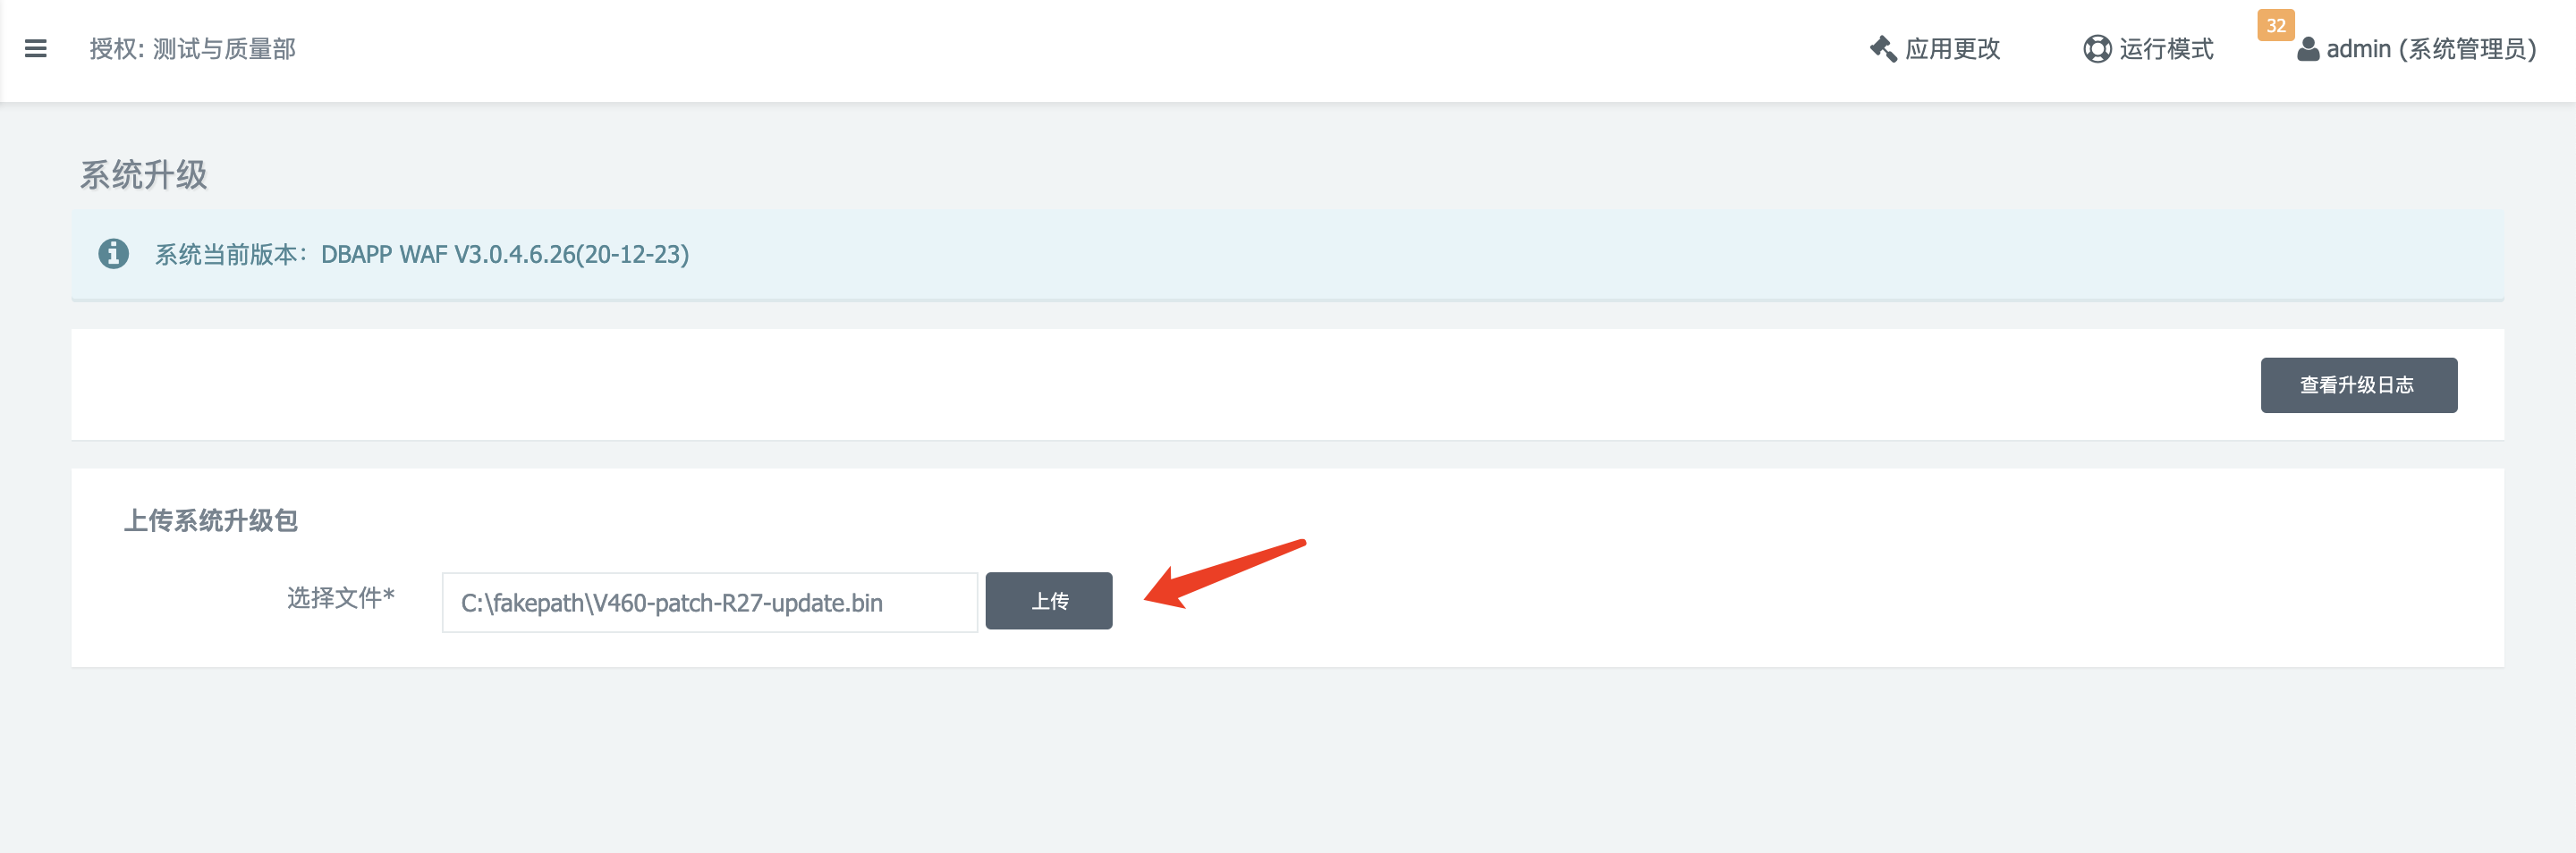 授权: 测试与质量部
应用更改
运行模式
32
admin (系统管理员)
系统升级
系统当前版本：DBAPP WAF V3.0.4.6.26(20-12-23)
查看升级日志
上传系统升级包
选择文件*
C:\fakepath\V460-patch-R27-update.bin
上传